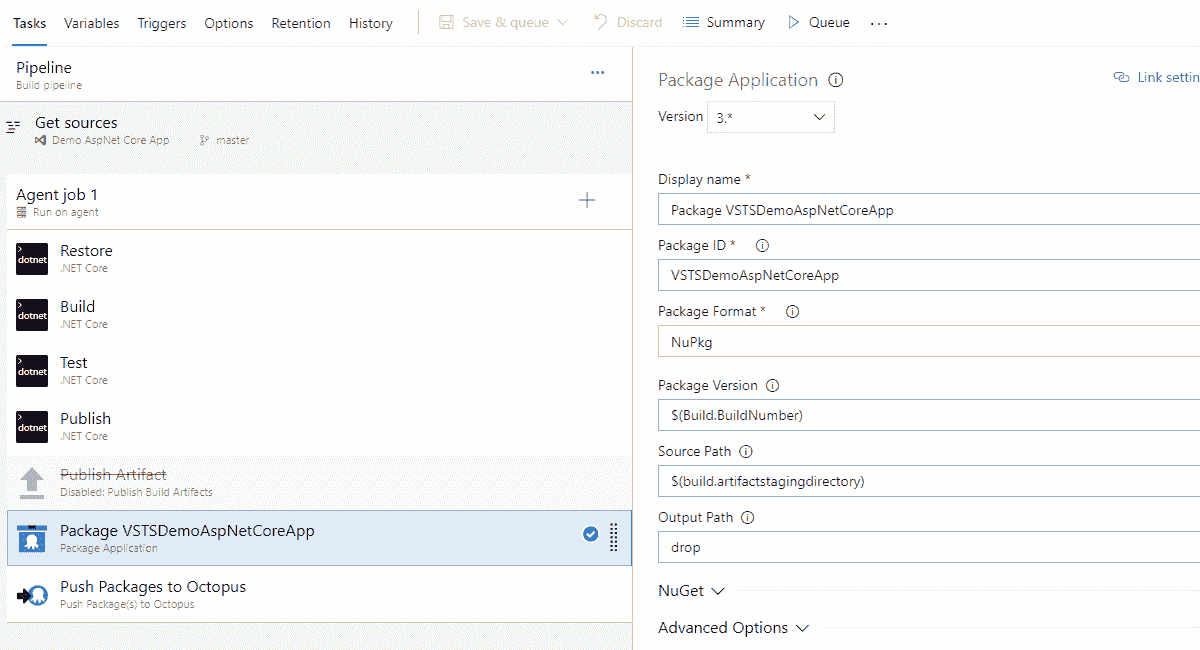 Tasks Variables Triggers Options Retention History Save & queue Discard Summary Queue ...
Pipeline
Build pipeline
Get sources
Demo AspNet Core App master
Agent job 1
Run on agent
>
dotnet
Restore
.NET Core
>
dotnet
Build
.NET Core
>
dotnet
Test
.NET Core
>
dotnet
Publish
.NET Core
Publish Artifact
Disabled: Publish Build Artifacts
Package VSTSDemoAspNetCoreApp
Package Application
Push Packages to Octopus
Push Package(s) to Octopus
Package Application Link settin
Version 3.*
Display name *
Package VSTSDemoAspNetCoreApp
Package ID *
VSTSDemoAspNetCoreApp
Package Format *
NuPkg
Package Version
$(Build.BuildNumber)
Source Path
$(build.artifactstagingdirectory)
Output Path
drop
NuGet
Advanced Options